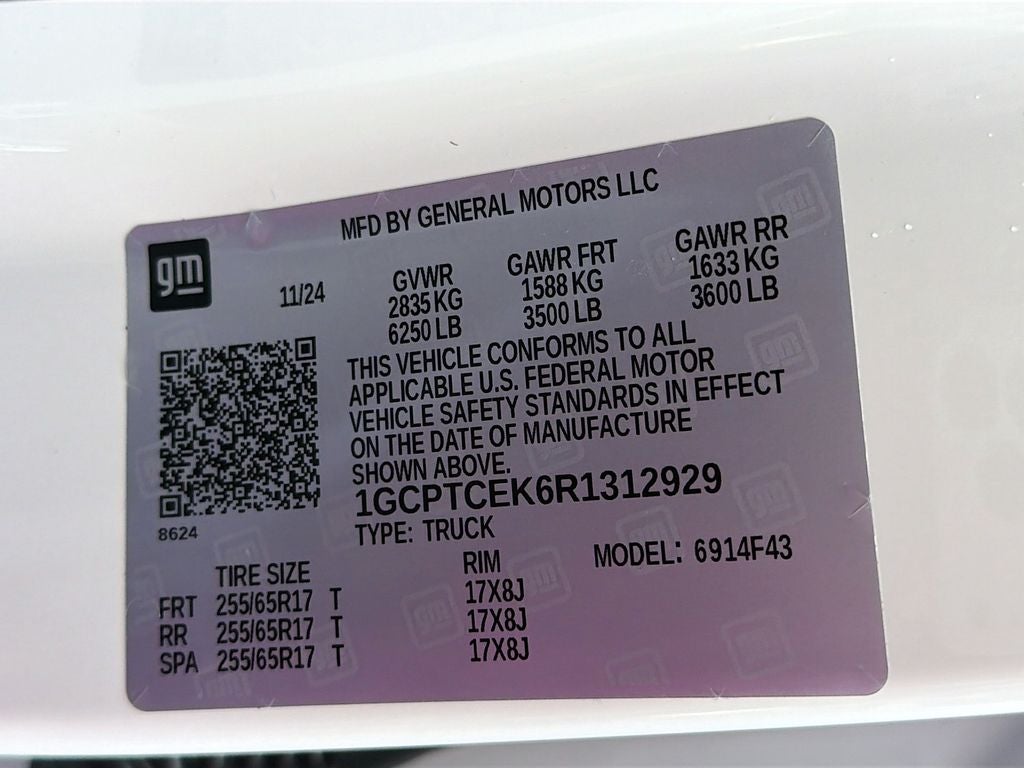 MFD BY GENERAL MOTORS LLC
gm
11/24
GVWR
2835 KG
6250 LB
GAWR FRT
1588 KG
3500 LB
GAWR RR
1633 KG
3600 LB
THIS VEHICLE CONFORMS TO ALL
APPLICABLE U.S. FEDERAL MOTOR
VEHICLE SAFETY STANDARDS IN EFFECT
ON THE DATE OF MANUFACTURE
SHOWN ABOVE.
1GCPTCEK6R1312929
8624
TYPE: TRUCK
MODEL: 6914F43
TIRE SIZE RIM
FRT 255/65R17 T 17X8J
RR 255/65R17 T 17X8J
SPA 255/65R17 T 17X8J